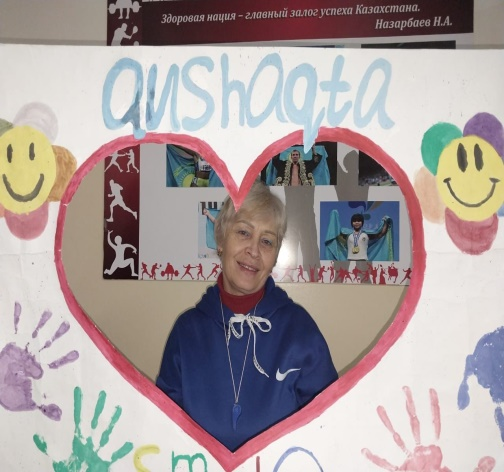 Здоровая нация – главный залог успеха Казахстана.
Назарбаев Н.А.
qushaqta